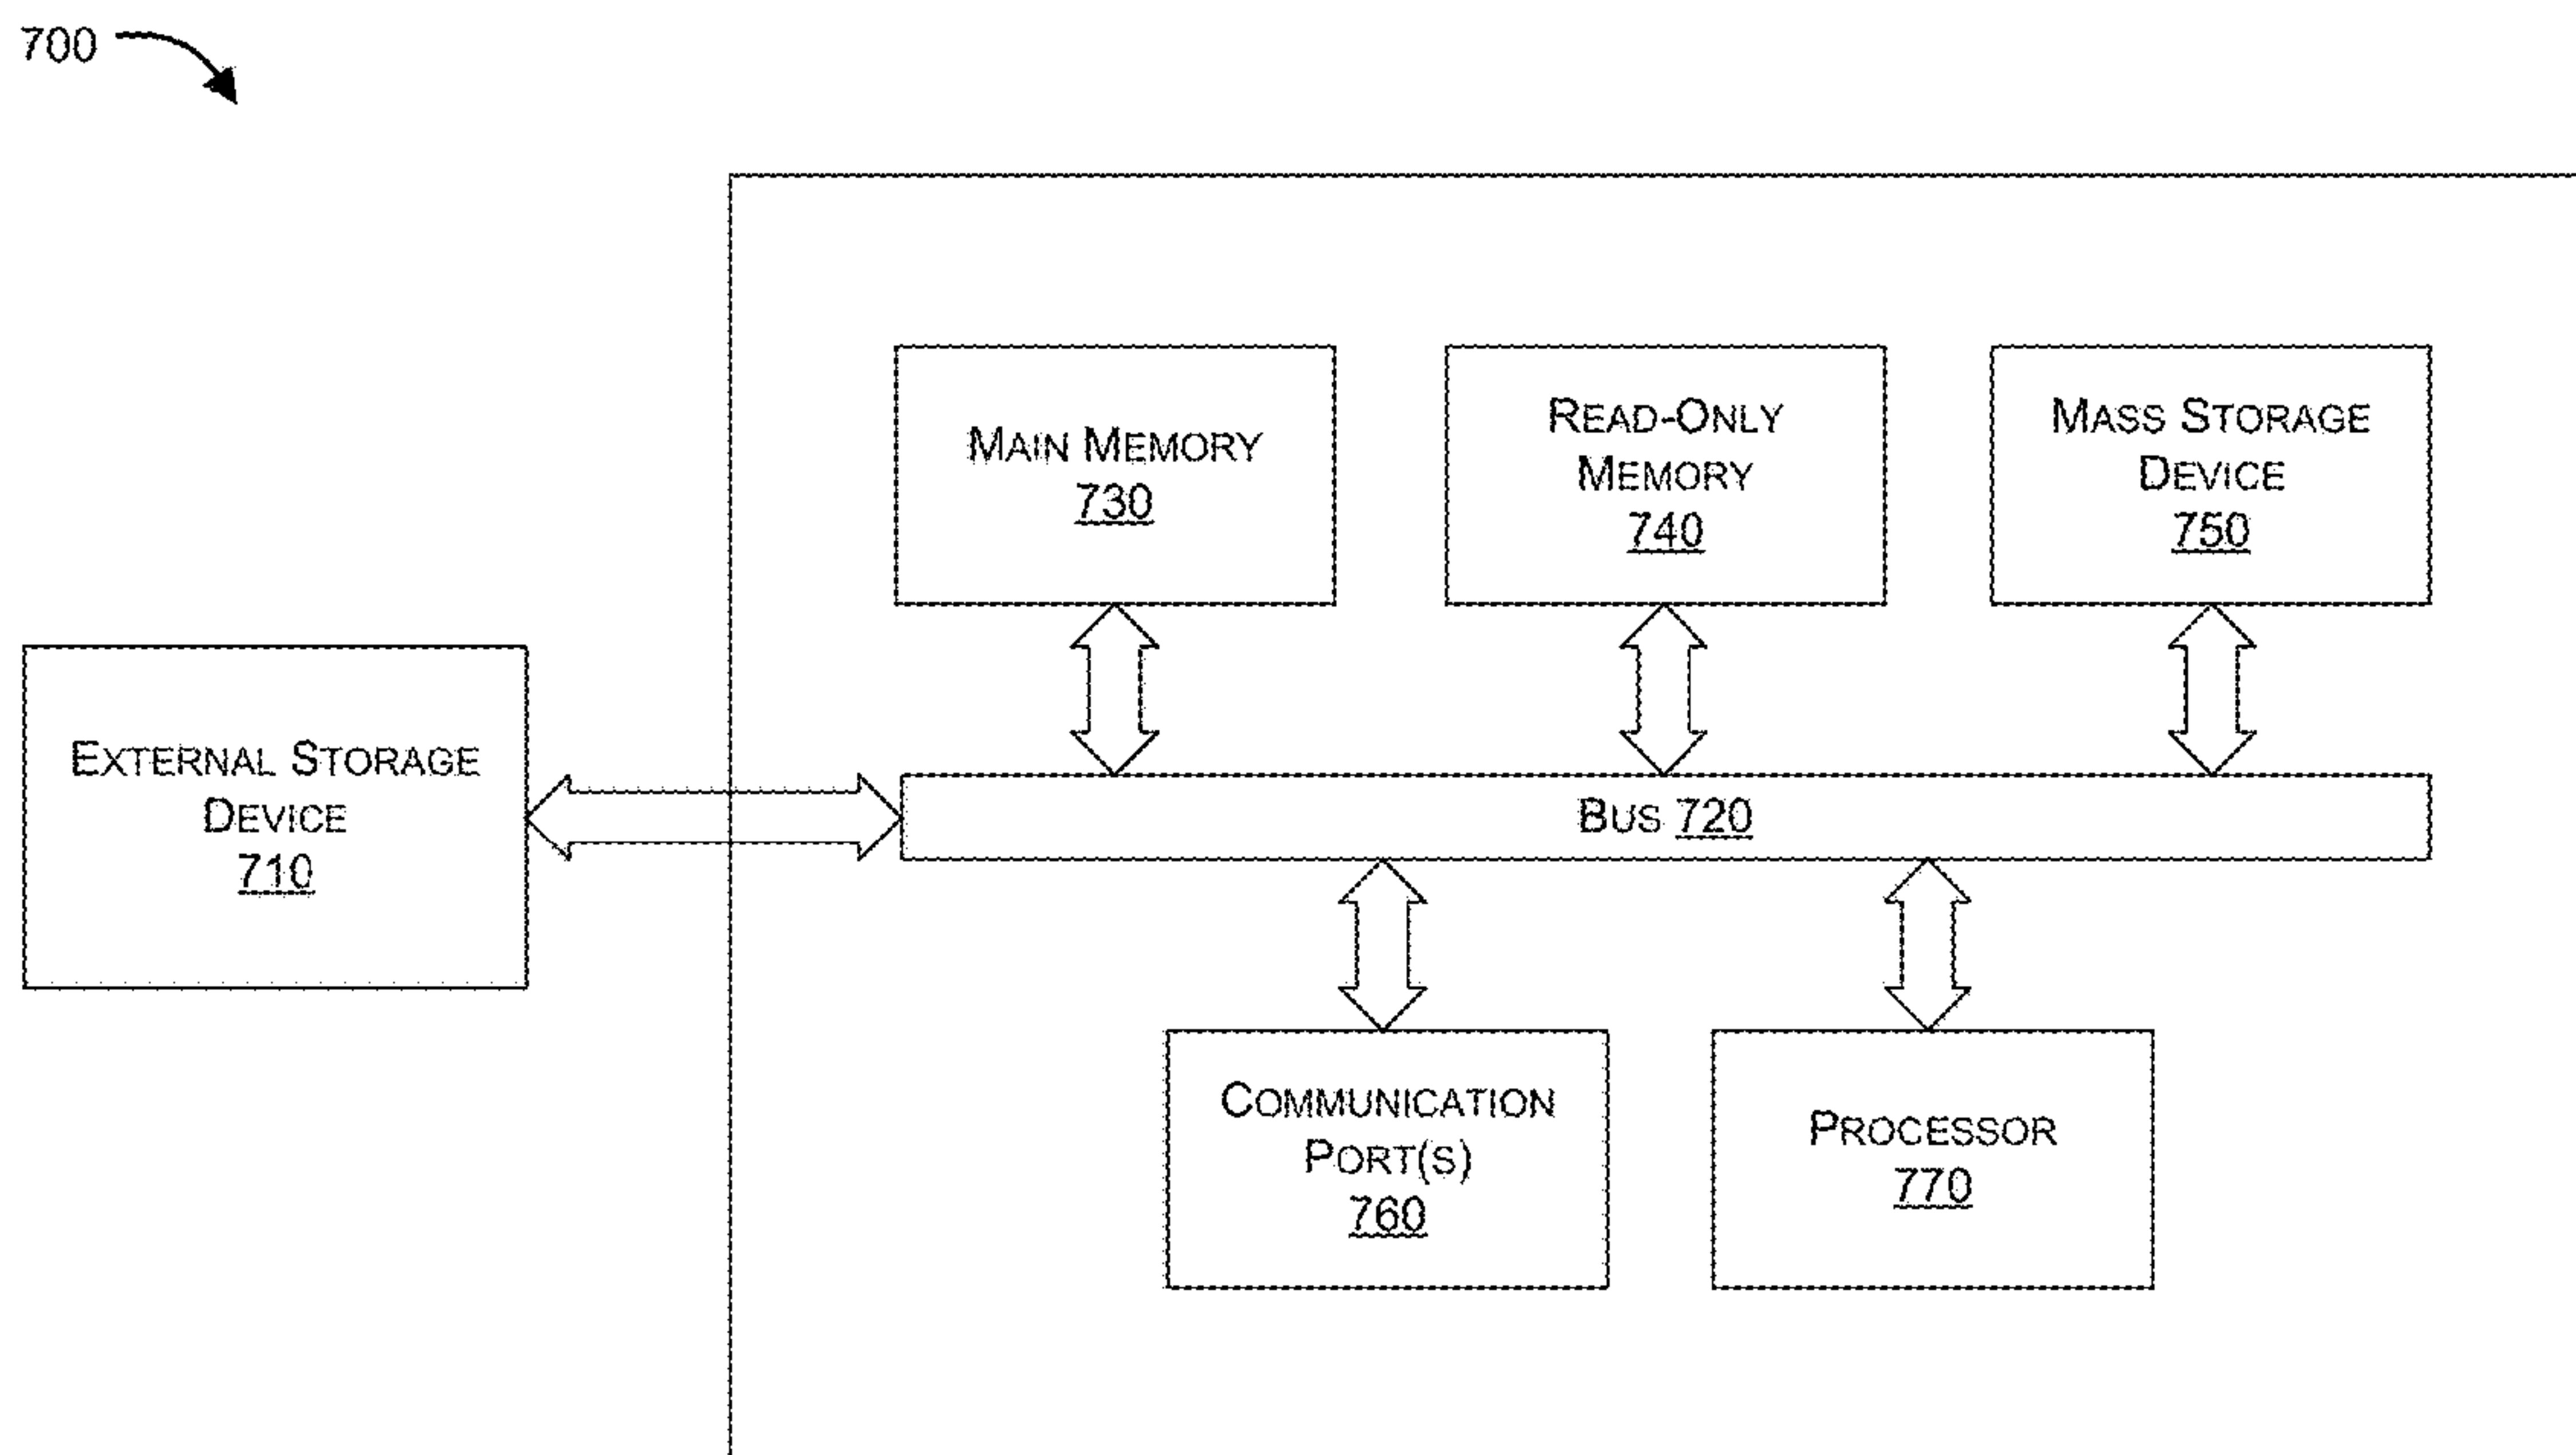 700
MAIN MEMORY
730
READ-ONLY
MEMORY
740
MASS STORAGE
DEVICE
750
EXTERNAL STORAGE
DEVICE
710
BUS 720
COMMUNICATION
PORT(S)
760
PROCESSOR
770